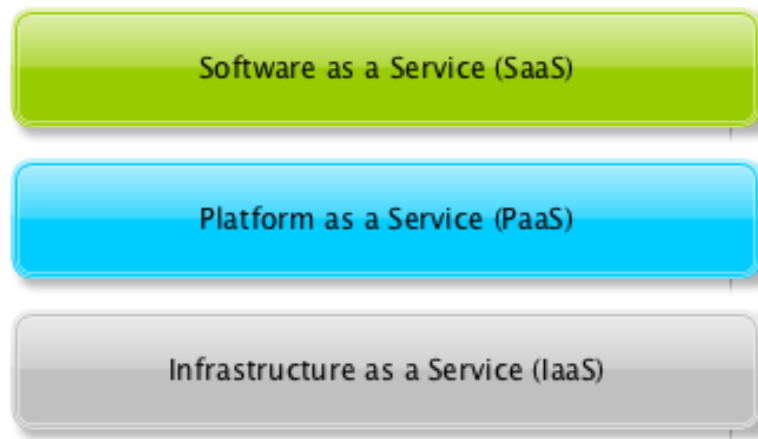 Software as a Service (SaaS)
Platform as a Service (PaaS)
Infrastructure as a Service (IaaS)